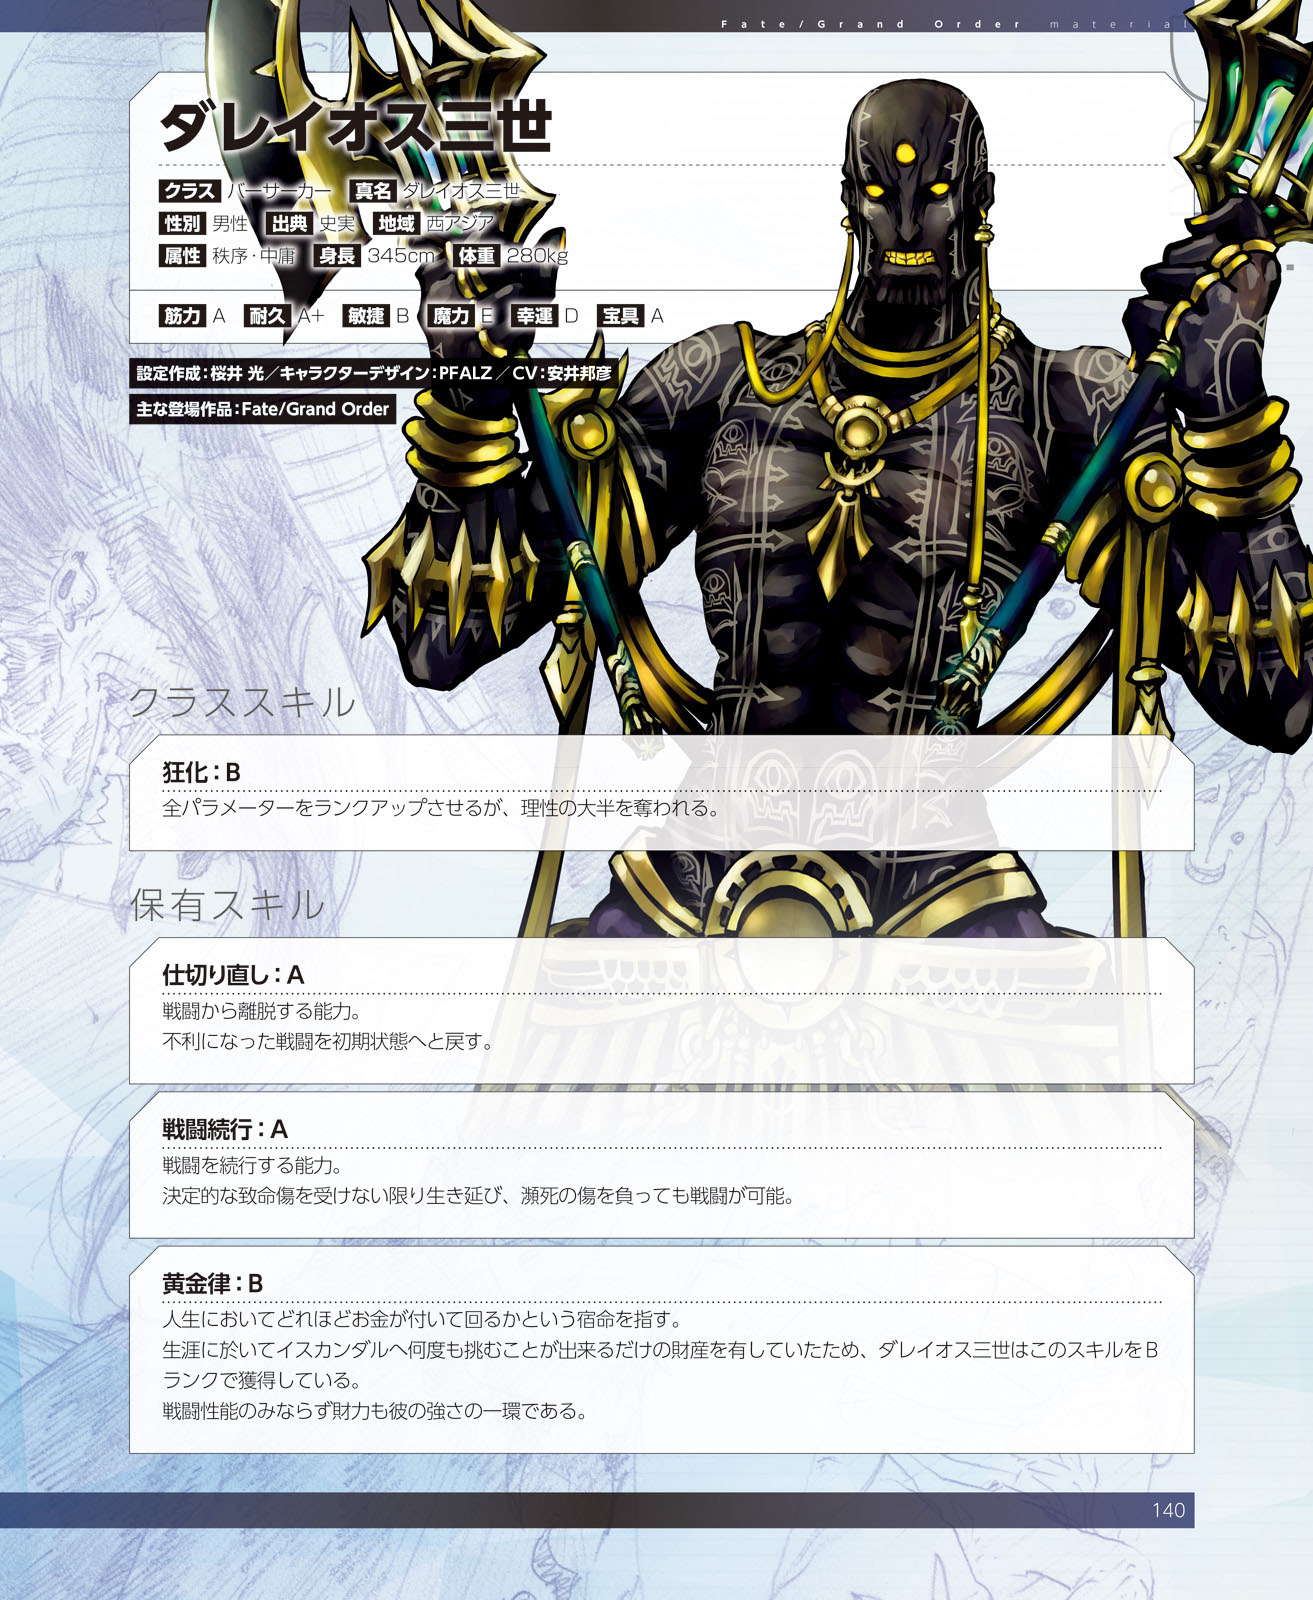 Fate/Grand Order material
ダレイオス三世
クラス バーサーカー 真名 ダレイオス三世
性別 男性 出典 史実 地域 西アジア
属性 秩序・中庸 身長 345cm 体重 280kg
筋力 A 耐久 A+ 敏捷 B 魔力 E 幸運 D 宝具 A
設定作成：桜井 光／キャラクターデザイン：PFALZ／CV：安井邦彦
主な登場作品：Fate/Grand Order
クラススキル
狂化：B
全パラメーターをランクアップさせるが、理性の大半を奪われる。
保有スキル
仕切り直し：A
戦闘から離脱する能力。
不利になった戦闘を初期状態へと戻す。
戦闘続行：A
戦闘を続行する能力。
決定的な致命傷を受けない限り生き延び、瀕死の傷を負っても戦闘が可能。
黄金律：B
人生においてどれほどお金が付いて回るかという宿命を指す。
生涯に於いてイスカンダルへ何度も挑むことが出来るだけの財産を有していたため、ダレイオス三世はこのスキルをB
ランクで獲得している。
戦闘性能のみならず財力も彼の強さの一環である。
140